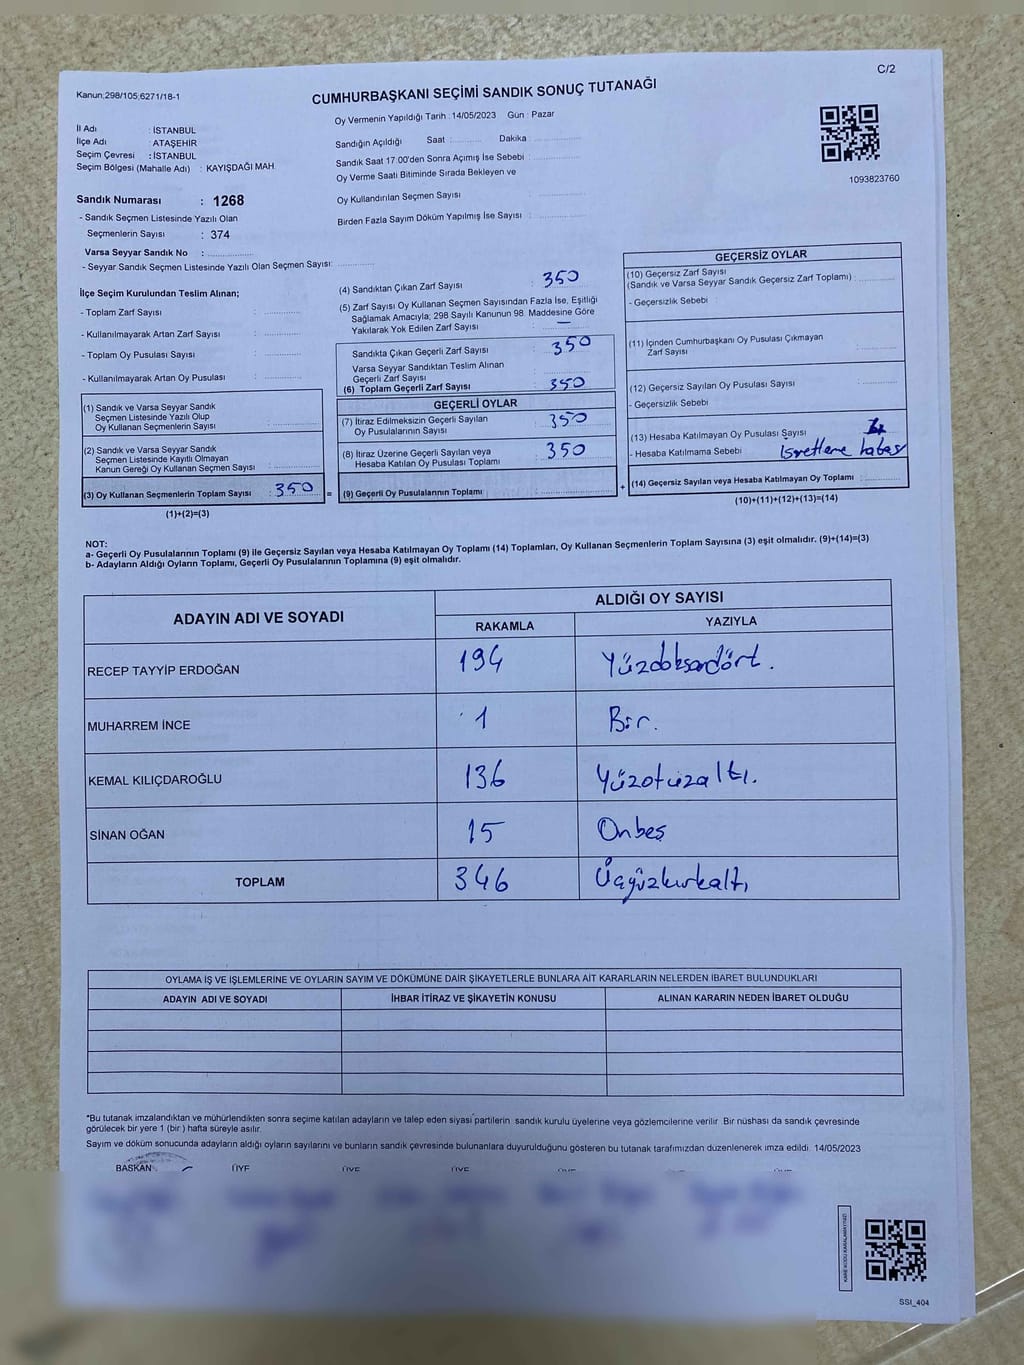 C/2
Kanun;298/105;6271/18-1
CUMHURBAŞKANI SEÇİMİ SANDIK SONUÇ TUTANAĞI
Oy Vermenin Yapıldığı Tarih : 14/05/2023 Gün : Pazar
İl Adı : İSTANBUL
İlçe Adı : ATAŞEHİR
Seçim Çevresi : İSTANBUL
Seçim Bölgesi (Mahalle Adı) : KAYIŞDAĞI MAH.
Sandığın Açıldığı Saat : Dakika
Sandık Saat 17.00'den Sonra Açımış İse Sebebi :
Oy Verme Saati Bitiminde Sırada Bekleyen ve
Oy Kullandırılan Seçmen Sayısı :
Birden Fazla Sayım Döküm Yapılmış İse Sayısı :
1093823760
Sandık Numarası : 1268
- Sandık Seçmen Listesinde Yazılı Olan
Seçmenlerin Sayısı : 374
Varsa Seyyar Sandık No :
- Seyyar Sandık Seçmen Listesinde Yazılı Olan Seçmen Sayısı:
İlçe Seçim Kurulundan Teslim Alınan;
- Toplam Zarf Sayısı :
- Kullanılmayarak Artan Zarf Sayısı :
- Toplam Oy Pusulası Sayısı :
- Kullanılmayarak Artan Oy Pusulası :
(1) Sandık ve Varsa Seyyar Sandık
Seçmen Listesinde Yazılı Olup
Oy Kullanan Seçmenlerin Sayısı :
(2) Sandık ve Varsa Seyyar Sandık
Seçmen Listesinde Kayıtlı Olmayan
Kanun Gereği Oy Kullanan Seçmen Sayısı :
(3) Oy Kullanan Seçmenlerin Toplam Sayısı : 350
(1)+(2)=(3)
(4) Sandıktan Çıkan Zarf Sayısı : 350
(5) Zarf Sayısı Oy Kullanan Seçmen Sayısından Fazla İse, Eşitliği
Sağlamak Amacıyla; 298 Sayılı Kanunun 98. Maddesine Göre
Yakılarak Yok Edilen Zarf Sayısı : —
Sandıkta Çıkan Geçerli Zarf Sayısı : 350
Varsa Seyyar Sandıktan Teslim Alınan
Geçerli Zarf Sayısı :
(6) Toplam Geçerli Zarf Sayısı : 350
GEÇERLİ OYLAR
(7) İtiraz Edilmeksizin Geçerli Sayılan
Oy Pusulalarının Sayısı : 350
(8) İtiraz Üzerine Geçerli Sayılan veya
Hesaba Katılan Oy Pusulası Toplamı : 350
= (9) Geçerli Oy Pusulalarının Toplamı :
GEÇERSİZ OYLAR
(10) Geçersiz Zarf Sayısı
(Sandık ve Varsa Seyyar Sandık Geçersiz Zarf Toplamı) :
- Geçersizlik Sebebi :
(11) İçinden Cumhurbaşkanı Oy Pusulası Çıkmayan
Zarf Sayısı :
(12) Geçersiz Sayılan Oy Pusulası Sayısı :
- Geçersizlik Sebebi :
(13) Hesaba Katılmayan Oy Pusulası Sayısı :
- Hesaba Katılmama Sebebi :
+ (14) Geçersiz Sayılan veya Hesaba Katılmayan Oy Toplamı :
(10)+(11)+(12)+(13)=(14)
NOT:
a- Geçerli Oy Pusulalarının Toplamı (9) ile Geçersiz Sayılan veya Hesaba Katılmayan Oy Toplamı (14) Toplamları, Oy Kullanan Seçmenlerin Toplam Sayısına (3) eşit olmalıdır. (9)+(14)=(3)
b- Adayların Aldığı Oyların Toplamı, Geçerli Oy Pusulalarının Toplamına (9) eşit olmalıdır.
ADAYIN ADI VE SOYADI
ALDIĞI OY SAYISI
RAKAMLA YAZIYLA
RECEP TAYYİP ERDOĞAN 194 Yüzdoksandört.
MUHARREM İNCE 1 Bir.
KEMAL KILIÇDAROĞLU 136 Yüzotuzaltı.
SİNAN OĞAN 15 Onbeş
TOPLAM 346 Üçyüzkırkaltı
OYLAMA İŞ VE İŞLEMLERİNE VE OYLARIN SAYIM VE DÖKÜMÜNE DAİR ŞİKAYETLERLE BUNLARA AİT KARARLARIN NELERDEN İBARET BULUNDUKLARI
ADAYIN ADI VE SOYADI İHBAR İTİRAZ VE ŞİKAYETİN KONUSU ALINAN KARARIN NEDEN İBARET OLDUĞU
*Bu tutanak imzalandıktan ve mühürlendikten sonra seçime katılan adayların ve talep eden siyasi partilerin sandık kurulu üyelerine veya gözlemcilerine verilir. Bir nüshası da sandık çevresinde
görülecek bir yere 1 (bir) hafta süreyle asılır.
Sayım ve döküm sonucunda adayların aldığı oyların sayılarını ve bunların sandık çevresinde bulunanlara duyurulduğunu gösteren bu tutanak tarafımızdan düzenlenerek imza edildi. 14/05/2023
BAŞKAN ÜYE ÜYE ÜYE
SSI_404